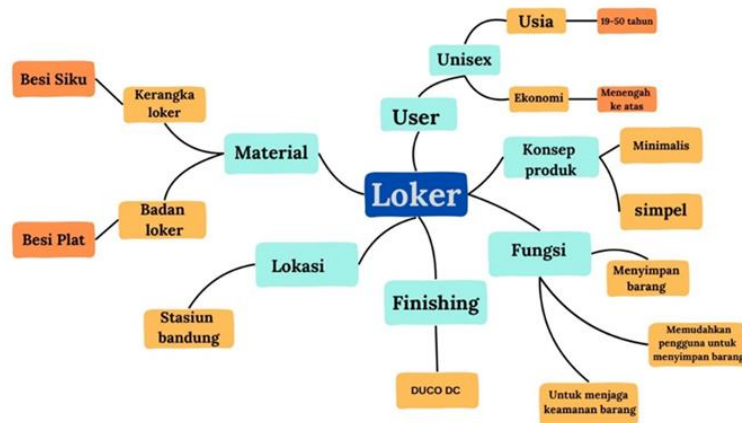 Usia
19-50 tahun
Unisex
Ekonomi
Menengah
ke atas
User
Besi Siku
Kerangka
loker
Material
Badan
loker
Besi Plat
Loker
Konsep
produk
Minimalis
simpel
Fungsi
Menyimpan
barang
Memudahkan
pengguna untuk
menyimpan barang
Untuk menjaga
keamanan barang
Lokasi
Stasiun
bandung
Finishing
DUCO DC